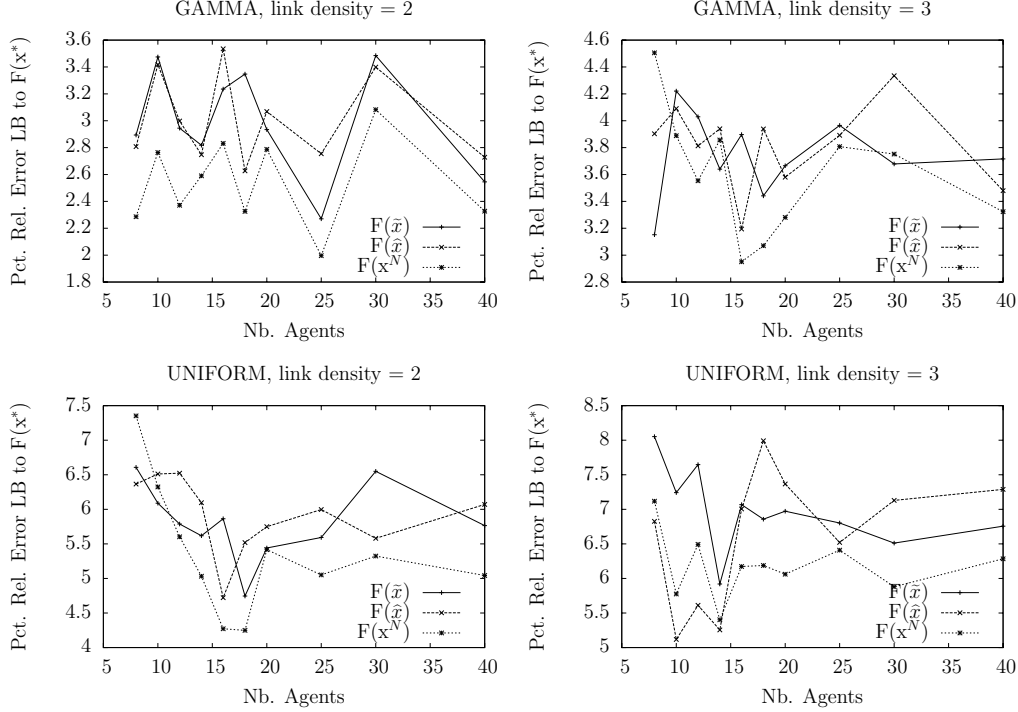 GAMMA, link density = 2
Pct. Rel. Error LB to F(x*)
3.6
3.4
3.2
3
2.8
2.6
2.4
2.2
2
1.8
F(x̃)
F(x̂)
F(x^N)
5 10 15 20 25 30 35 40
Nb. Agents
GAMMA, link density = 3
Pct. Rel Error LB to F(x*)
4.6
4.4
4.2
4
3.8
3.6
3.4
3.2
3
2.8
F(x̃)
F(x̂)
F(x^N)
5 10 15 20 25 30 35 40
Nb. Agents
UNIFORM, link density = 2
Pct. Rel. Error LB to F(x*)
7.5
7
6.5
6
5.5
5
4.5
4
F(x̃)
F(x̂)
F(x^N)
5 10 15 20 25 30 35 40
Nb. Agents
UNIFORM, link density = 3
Pct. Rel. Error LB to F(x*)
8.5
8
7.5
7
6.5
6
5.5
5
F(x̃)
F(x̂)
F(x^N)
5 10 15 20 25 30 35 40
Nb. Agents